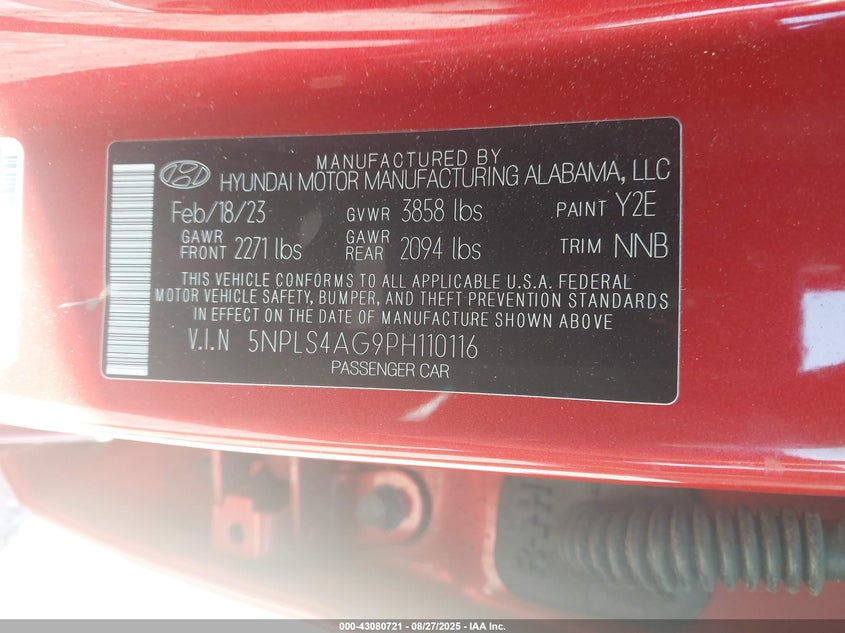 MANUFACTURED BY
HYUNDAI MOTOR MANUFACTURING ALABAMA, LLC
Feb/18/23 GVWR 3858 lbs PAINT Y2E
GAWR FRONT 2271 lbs GAWR REAR 2094 lbs TRIM NNB
THIS VEHICLE CONFORMS TO ALL APPLICABLE U.S.A. FEDERAL
MOTOR VEHICLE SAFETY, BUMPER, AND THEFT PREVENTION STANDARDS
IN EFFECT ON THE DATE OF MANUFACTURE SHOWN ABOVE
V.I.N 5NPLS4AG9PH110116
PASSENGER CAR
000-43080721 - 08/27/2025 - IAA Inc.